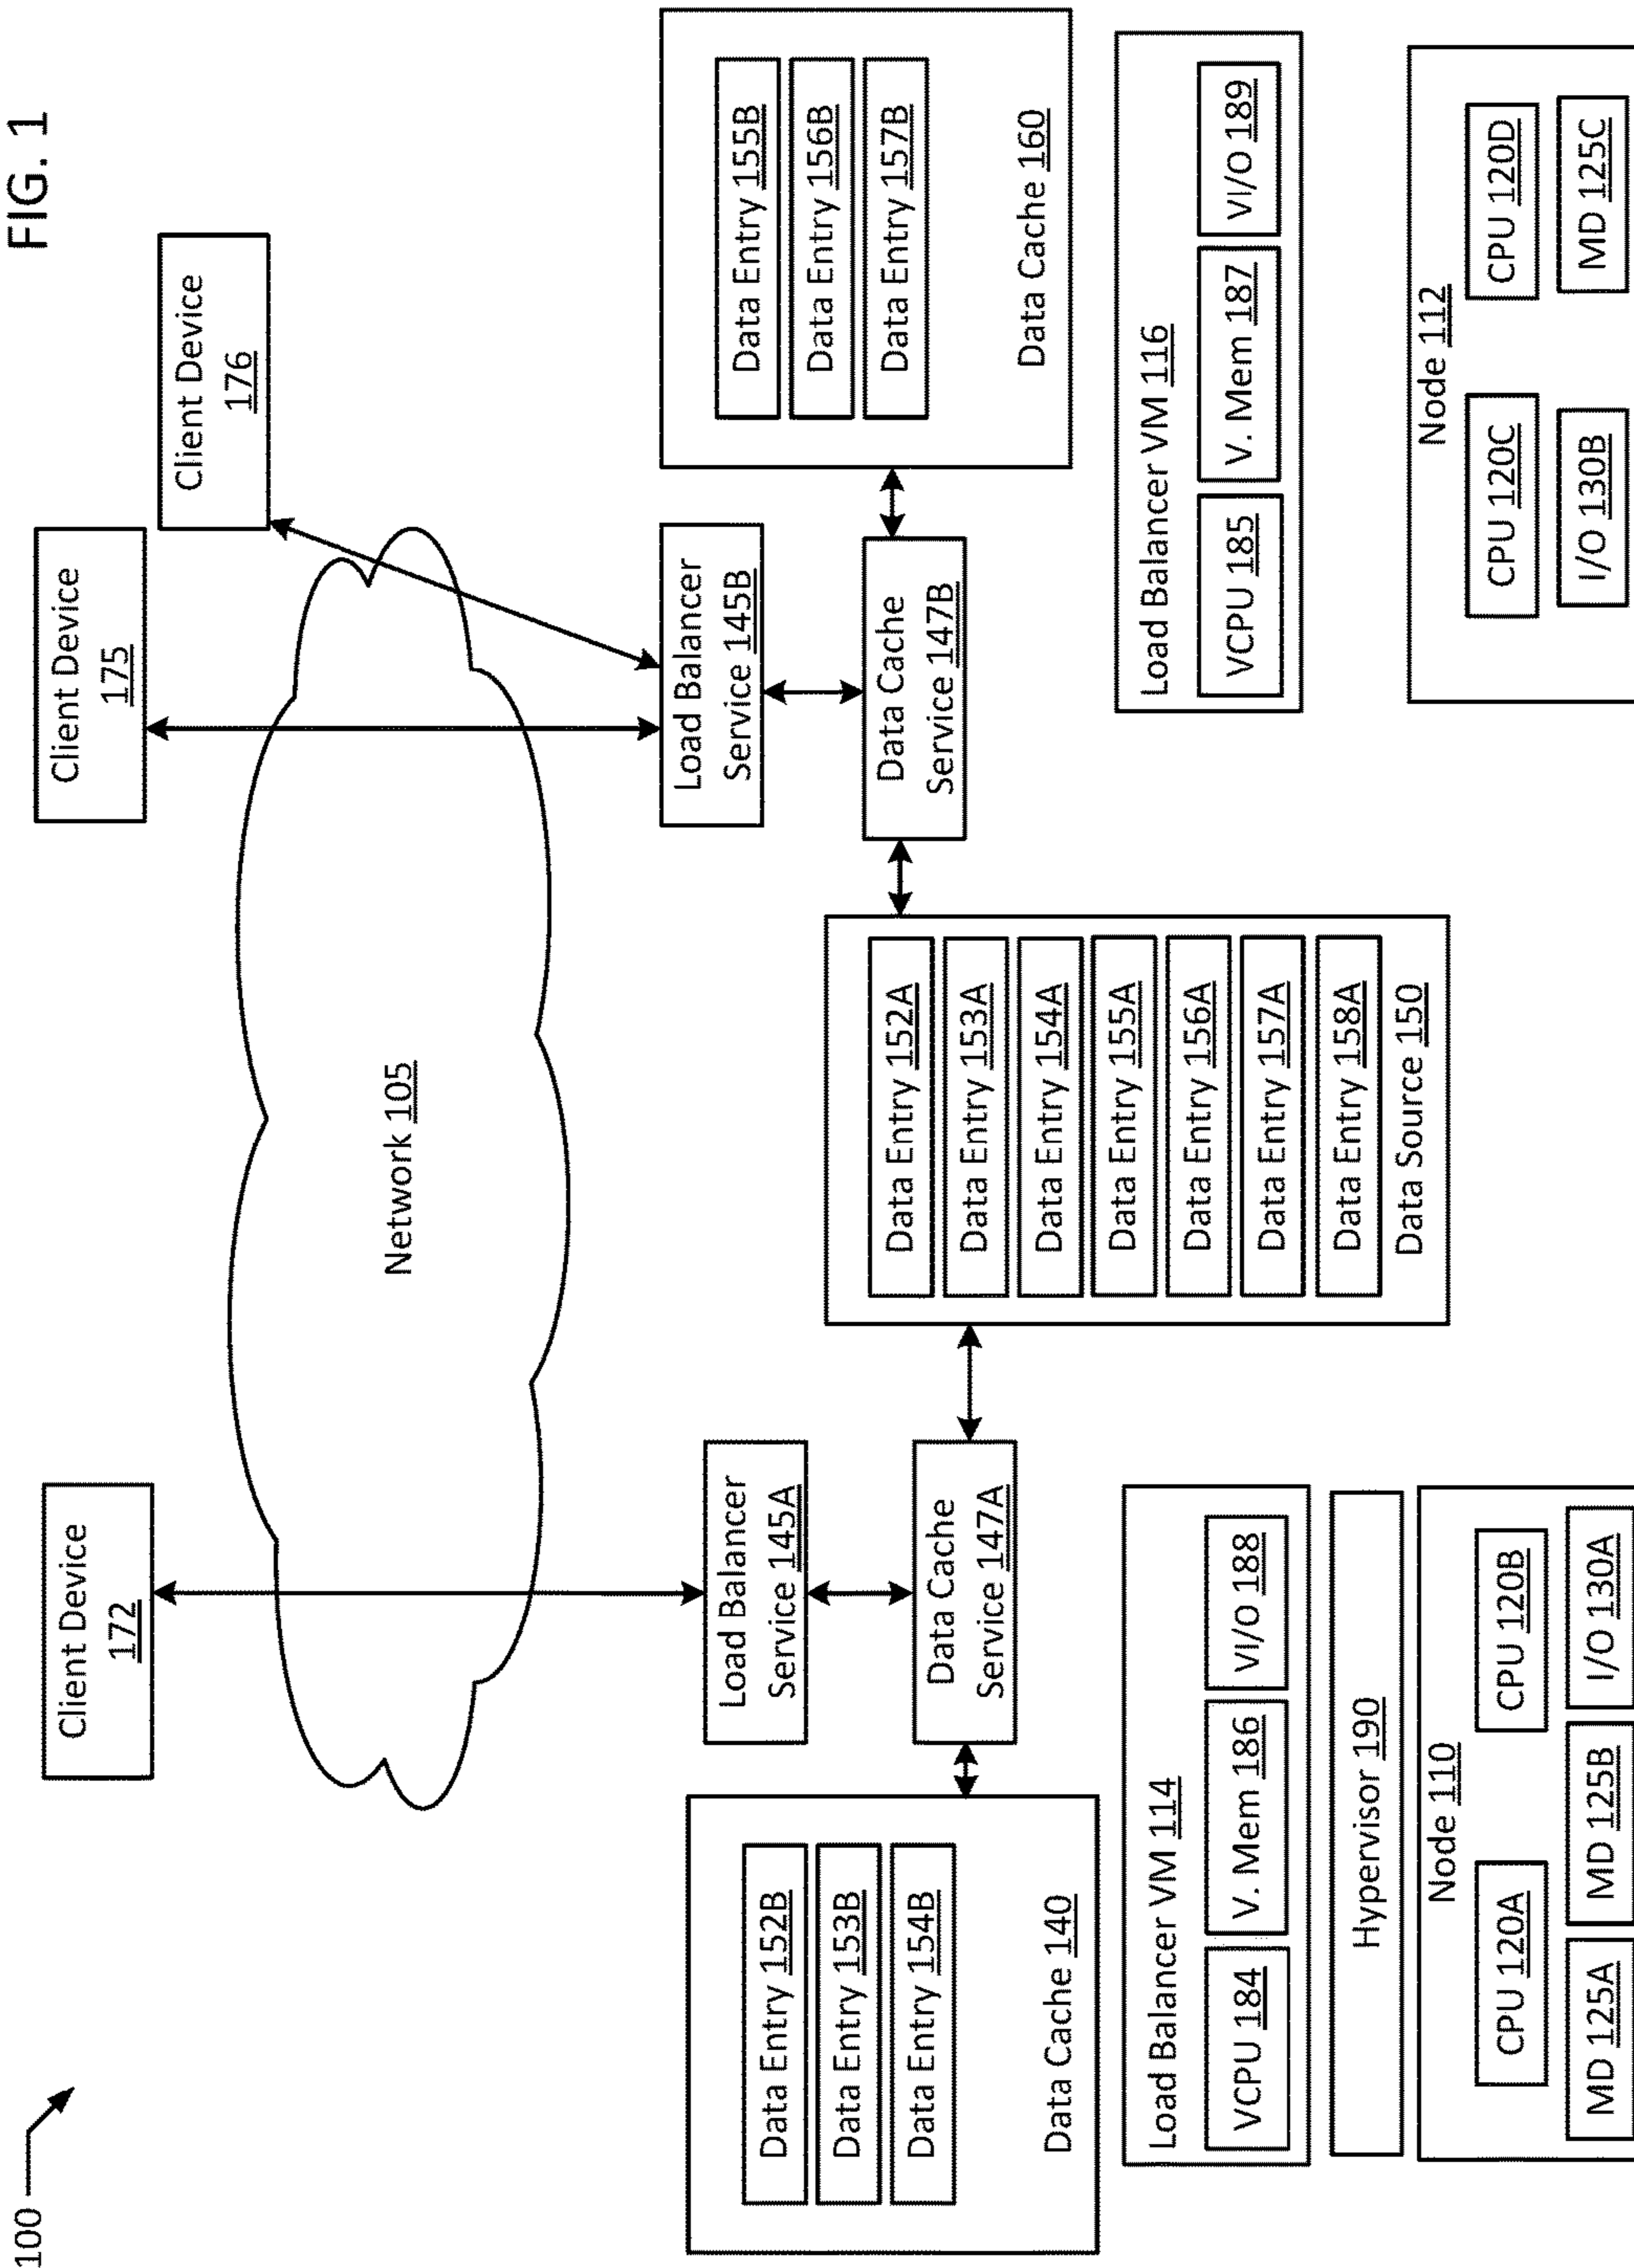 FIG. 1
100
Client Device
172
Client Device
175
Client Device
176
Network 105
Load Balancer
Service 145A
Load Balancer
Service 145B
Data Cache
Service 147A
Data Cache
Service 147B
Data Entry 152B
Data Entry 153B
Data Entry 154B
Data Cache 140
Data Entry 152A
Data Entry 153A
Data Entry 154A
Data Entry 155A
Data Entry 156A
Data Entry 157A
Data Entry 158A
Data Source 150
Data Entry 155B
Data Entry 156B
Data Entry 157B
Data Cache 160
Load Balancer VM 114
VCPU 184
V. Mem 186
VI/O 188
Load Balancer VM 116
VCPU 185
V. Mem 187
VI/O 189
Hypervisor 190
Node 110
CPU 120A
CPU 120B
MD 125A
MD 125B
I/O 130A
Node 112
CPU 120C
CPU 120D
I/O 130B
MD 125C